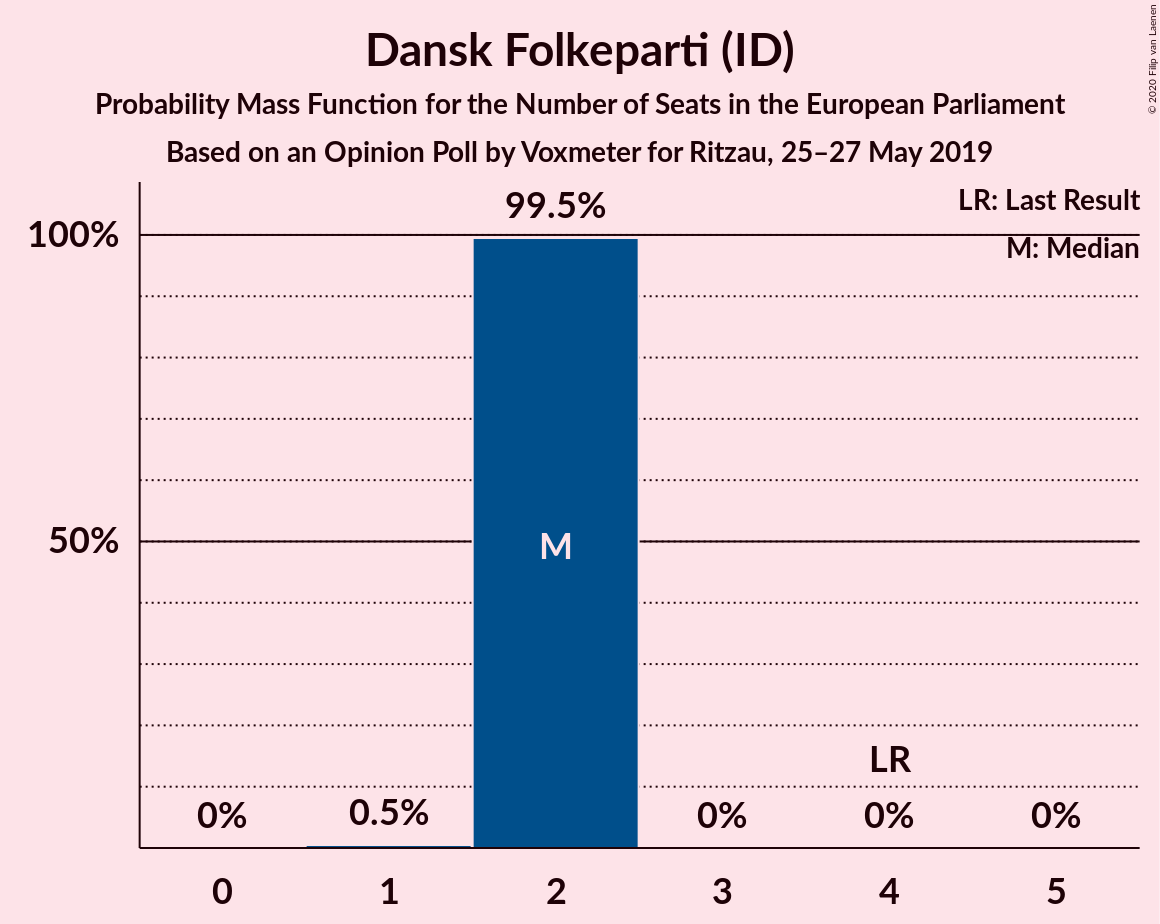 Dansk Folkeparti (ID)
Probability Mass Function for the Number of Seats in the European Parliament
Based on an Opinion Poll by Voxmeter for Ritzau, 25–27 May 2019
© 2020 Filip van Laenen
LR: Last Result
M: Median
100%
50%
99.5%
M
LR
0%
0.5%
0%
0%
0%
0
1
2
3
4
5